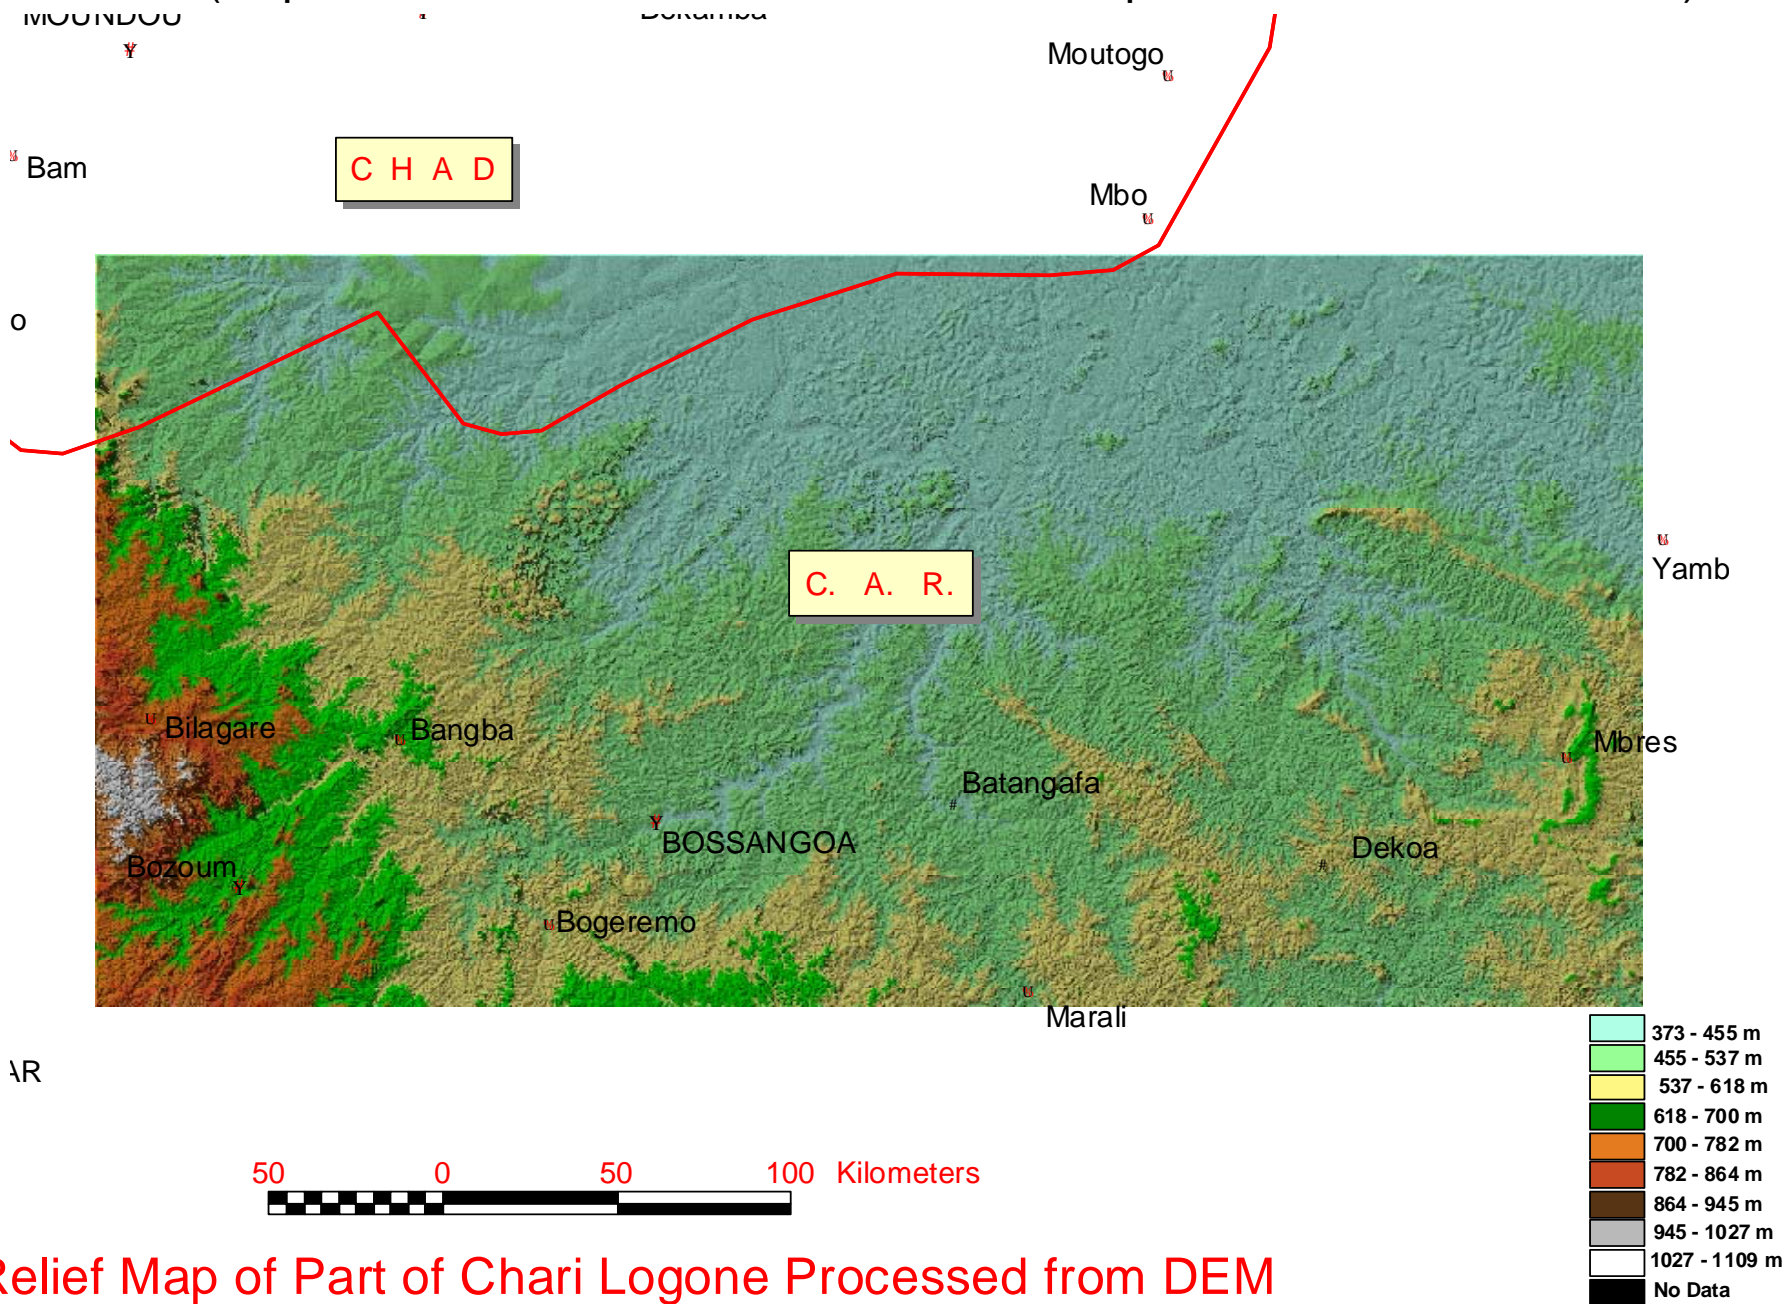 MOUNDOU
Moutogo
Bam
C H A D
Mbo
o
C. A. R.
Yamb
Bilagare
Bangba
Mbres
Batangafa
BOSSANGOA
Dekoa
Bozoum
Bogeremo
Marali
AR
373 - 455 m
455 - 537 m
537 - 618 m
618 - 700 m
700 - 782 m
782 - 864 m
864 - 945 m
945 - 1027 m
1027 - 1109 m
No Data
50 0 50 100 Kilometers
Relief Map of Part of Chari Logone Processed from DEM